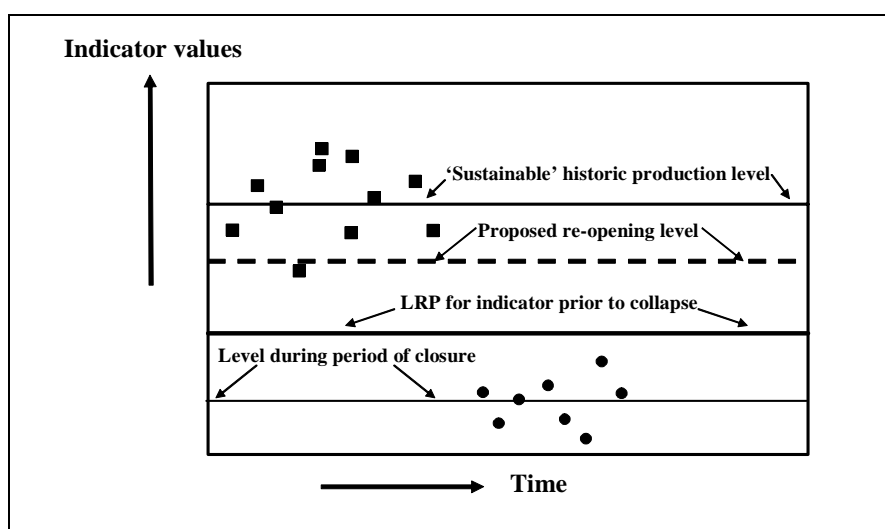 Indicator values
‘Sustainable’ historic production level
Proposed re-opening level
LRP for indicator prior to collapse
Level during period of closure
Time